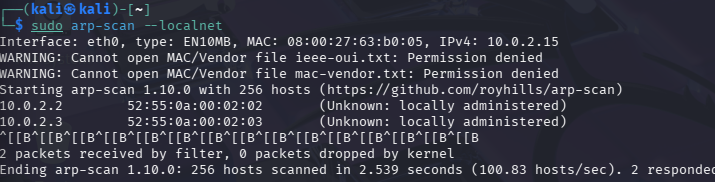 ┌──(kali㉿kali)-[~]
└─$ sudo arp-scan --localnet
Interface: eth0, type: EN10MB, MAC: 08:00:27:63:b0:05, IPv4: 10.0.2.15
WARNING: Cannot open MAC/Vendor file ieee-oui.txt: Permission denied
WARNING: Cannot open MAC/Vendor file mac-vendor.txt: Permission denied
Starting arp-scan 1.10.0 with 256 hosts (https://github.com/royhills/arp-scan)
10.0.2.2 52:55:0a:00:02:02 (Unknown: locally administered)
10.0.2.3 52:55:0a:00:02:03 (Unknown: locally administered)
^[[B^[[B^[[B^[[B^[[B^[[B^[[B^[[B^[[B^[[B^[[B^[[B^[[B^[[B^[[B
2 packets received by filter, 0 packets dropped by kernel
Ending arp-scan 1.10.0: 256 hosts scanned in 2.539 seconds (100.83 hosts/sec). 2 responded